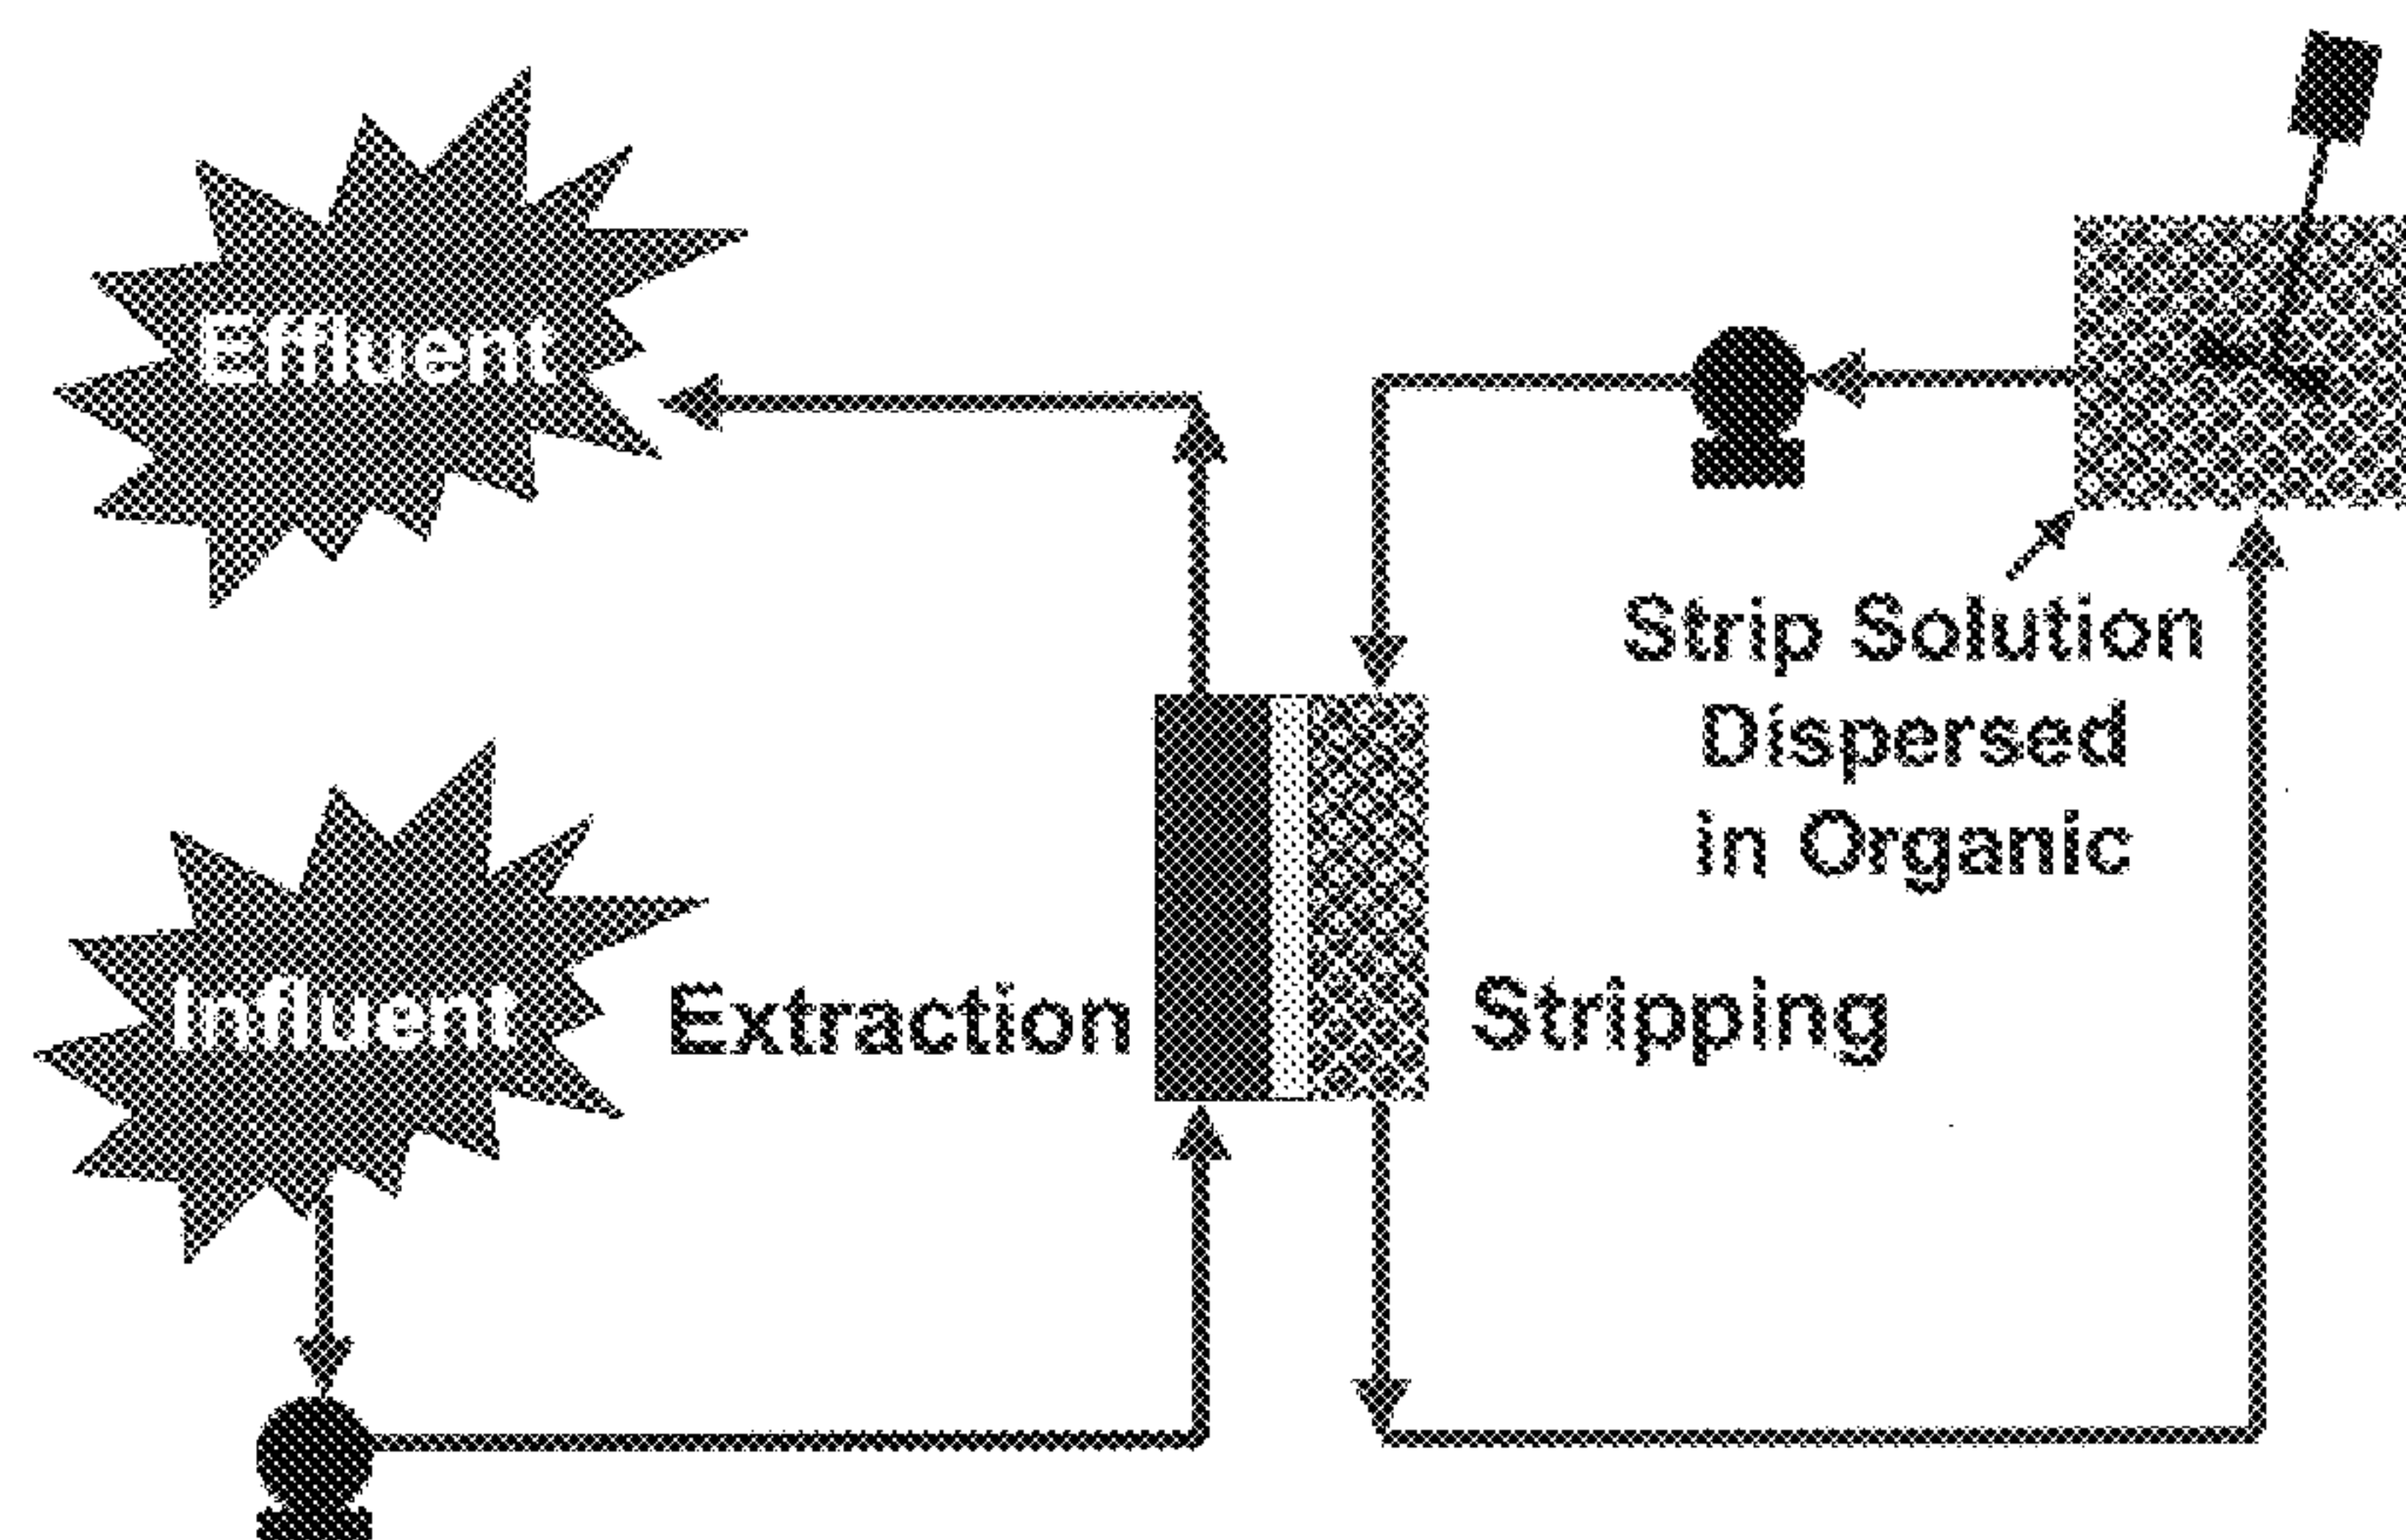 Effluent
Strip Solution
Dispersed
in Organic
Influent
Extraction
Stripping